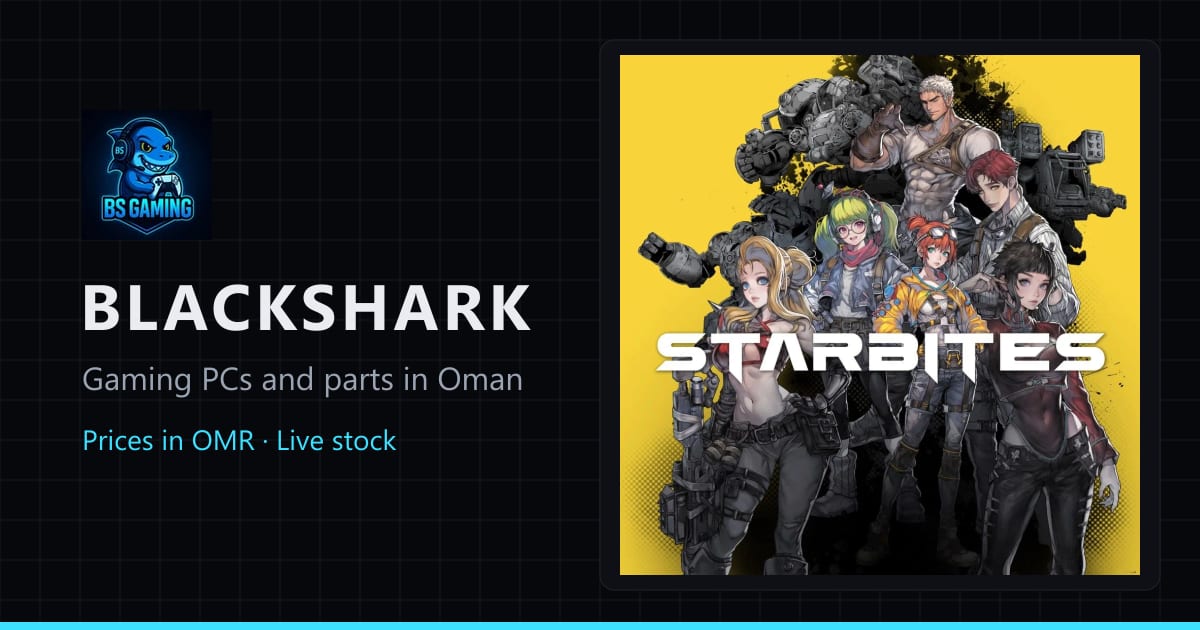 BS
BS GAMING
BLACKSHARK
Gaming PCs and parts in Oman
Prices in OMR · Live stock
STARBITES